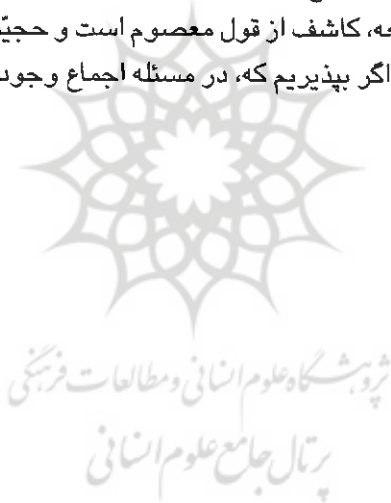 عه، کاشف از قول معصوم است و حجیّ
اگر بپذیریم که، در مسئله اجماع وجود
پژوهشگاه علوم انسانی و مطالعات فرهنگی
پرتال جامع علوم انسانی